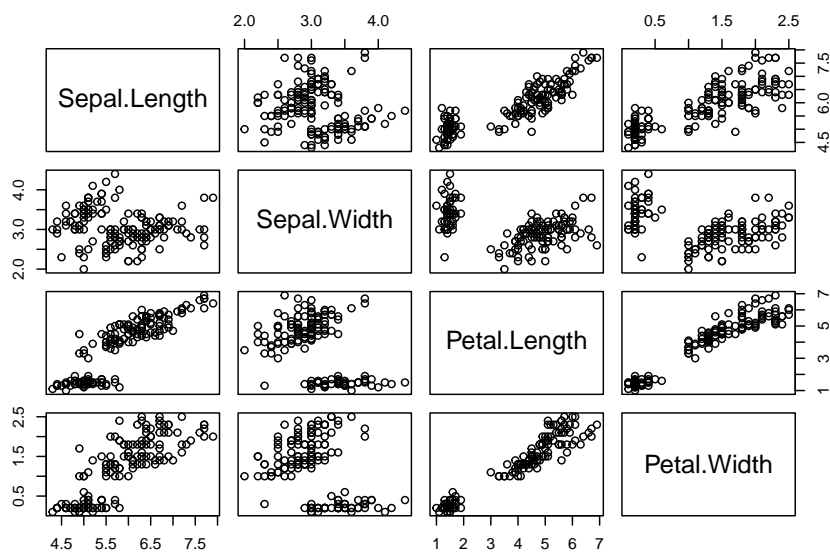 2.0 3.0 4.0 0.5 1.5 2.5
Sepal.Length
4.5 6.0 7.5
2.0 3.0 4.0
Sepal.Width
Petal.Length
1 3 5 7
0.5 1.5 2.5
Petal.Width
4.5 5.5 6.5 7.5 1 2 3 4 5 6 7